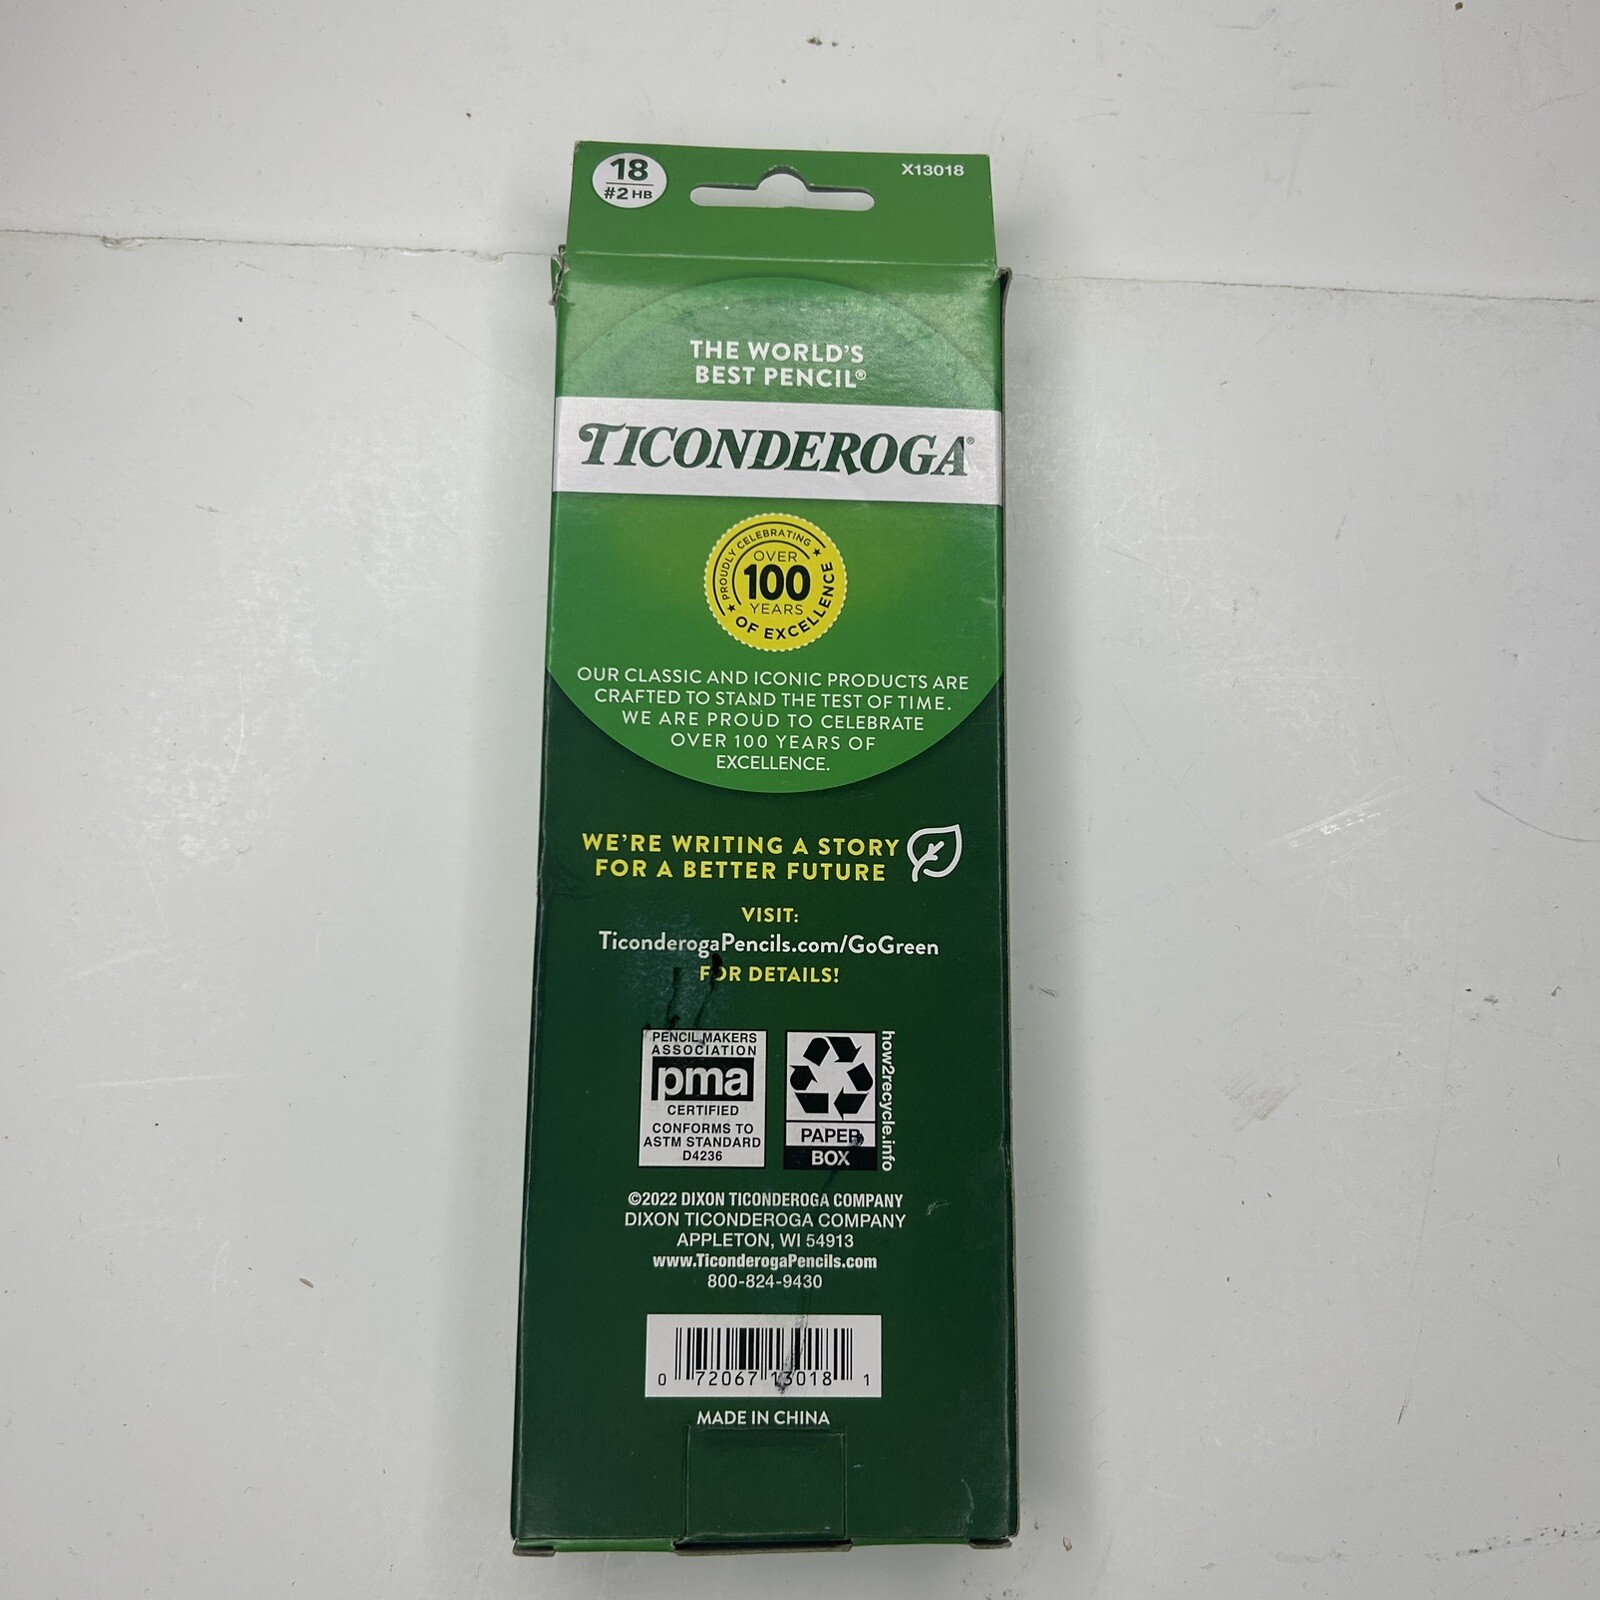 18
#2 HB
X13018
THE WORLD'S
BEST PENCIL®
TICONDEROGA®
PROUDLY CELEBRATING
OVER
100
YEARS
OF EXCELLENCE
OUR CLASSIC AND ICONIC PRODUCTS ARE
CRAFTED TO STAND THE TEST OF TIME.
WE ARE PROUD TO CELEBRATE
OVER 100 YEARS OF
EXCELLENCE.
WE'RE WRITING A STORY
FOR A BETTER FUTURE
VISIT:
TiconderogaPencils.com/GoGreen
FOR DETAILS!
PENCIL MAKERS
ASSOCIATION
pma
CERTIFIED
CONFORMS TO
ASTM STANDARD
D4236
PAPER
BOX
how2recycle.info
©2022 DIXON TICONDEROGA COMPANY
DIXON TICONDEROGA COMPANY
APPLETON, WI 54913
www.TiconderogaPencils.com
800-824-9430
0 72067 13018 1
MADE IN CHINA